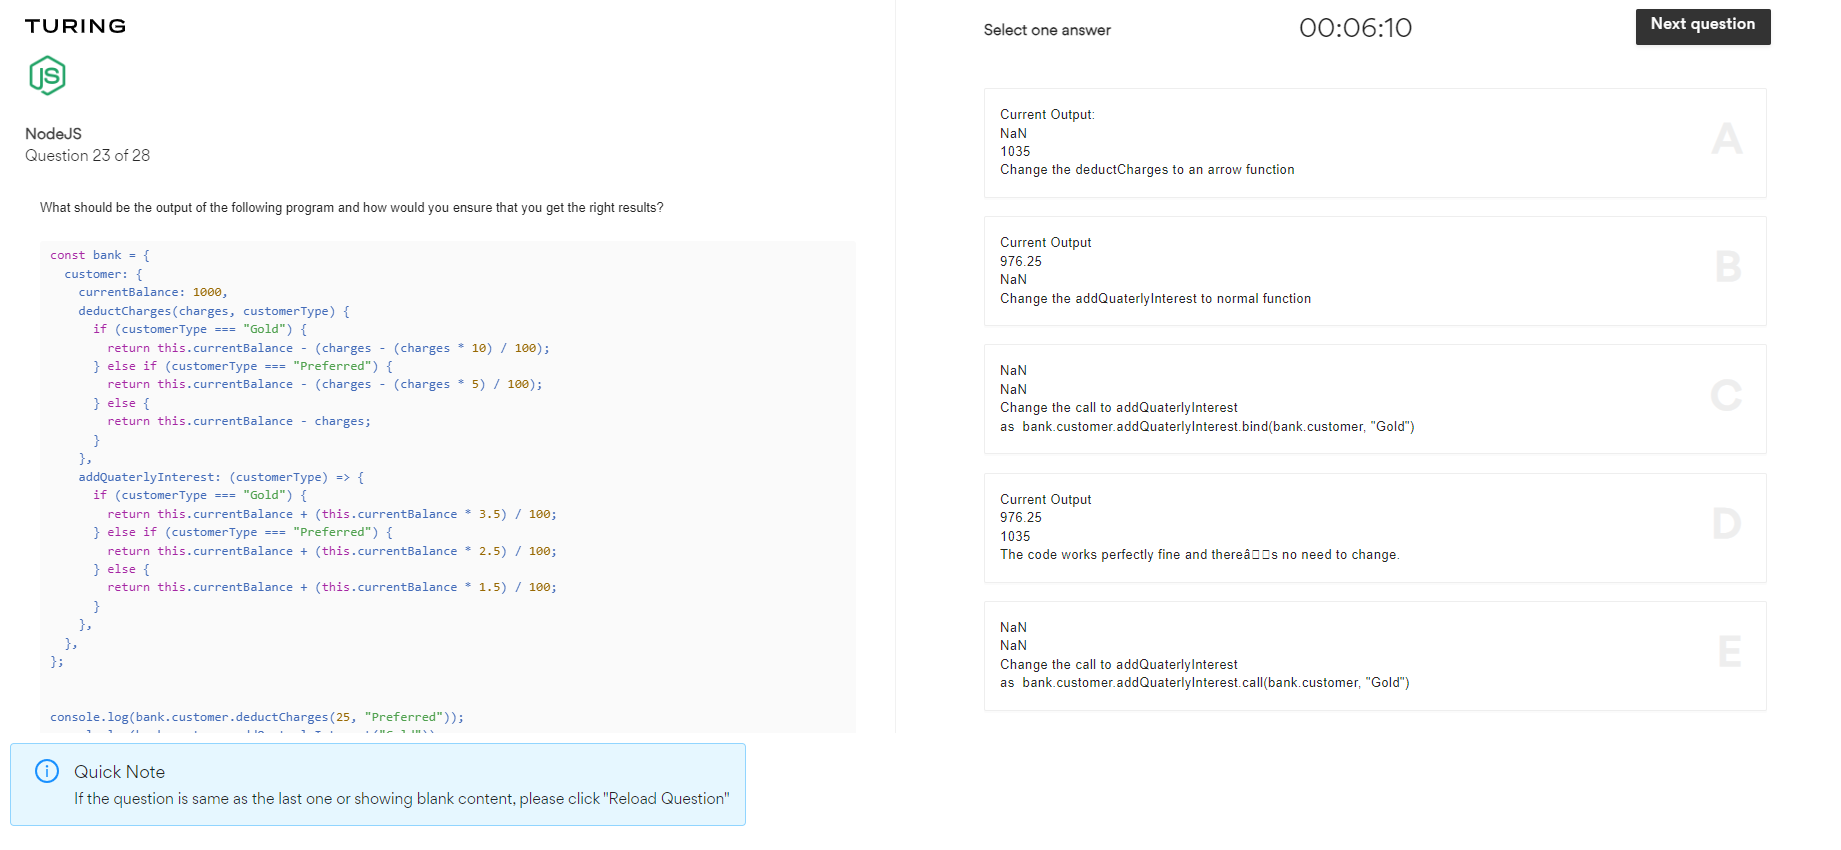 TURING
JS
NodeJS
Question 23 of 28
What should be the output of the following program and how would you ensure that you get the right results?
const bank = {
  customer: {
    currentBalance: 1000,
    deductCharges(charges, customerType) {
      if (customerType === "Gold") {
        return this.currentBalance - (charges - (charges * 10) / 100);
      } else if (customerType === "Preferred") {
        return this.currentBalance - (charges - (charges * 5) / 100);
      } else {
        return this.currentBalance - charges;
      }
    },
    addQuaterlyInterest: (customerType) => {
      if (customerType === "Gold") {
        return this.currentBalance + (this.currentBalance * 3.5) / 100;
      } else if (customerType === "Preferred") {
        return this.currentBalance + (this.currentBalance * 2.5) / 100;
      } else {
        return this.currentBalance + (this.currentBalance * 1.5) / 100;
      }
    },
  },
};
console.log(bank.customer.deductCharges(25, "Preferred"));
Quick Note
If the question is same as the last one or showing blank content, please click "Reload Question"
Select one answer
00:06:10
Next question
Current Output:
NaN
1035
Change the deductCharges to an arrow function
A
Current Output
976.25
NaN
Change the addQuaterlyInterest to normal function
B
NaN
NaN
Change the call to addQuaterlyInterest
as bank.customer.addQuaterlyInterest.bind(bank.customer, "Gold")
C
Current Output
976.25
1035
The code works perfectly fine and thereâ□□s no need to change.
D
NaN
NaN
Change the call to addQuaterlyInterest
as bank.customer.addQuaterlyInterest.call(bank.customer, "Gold")
E